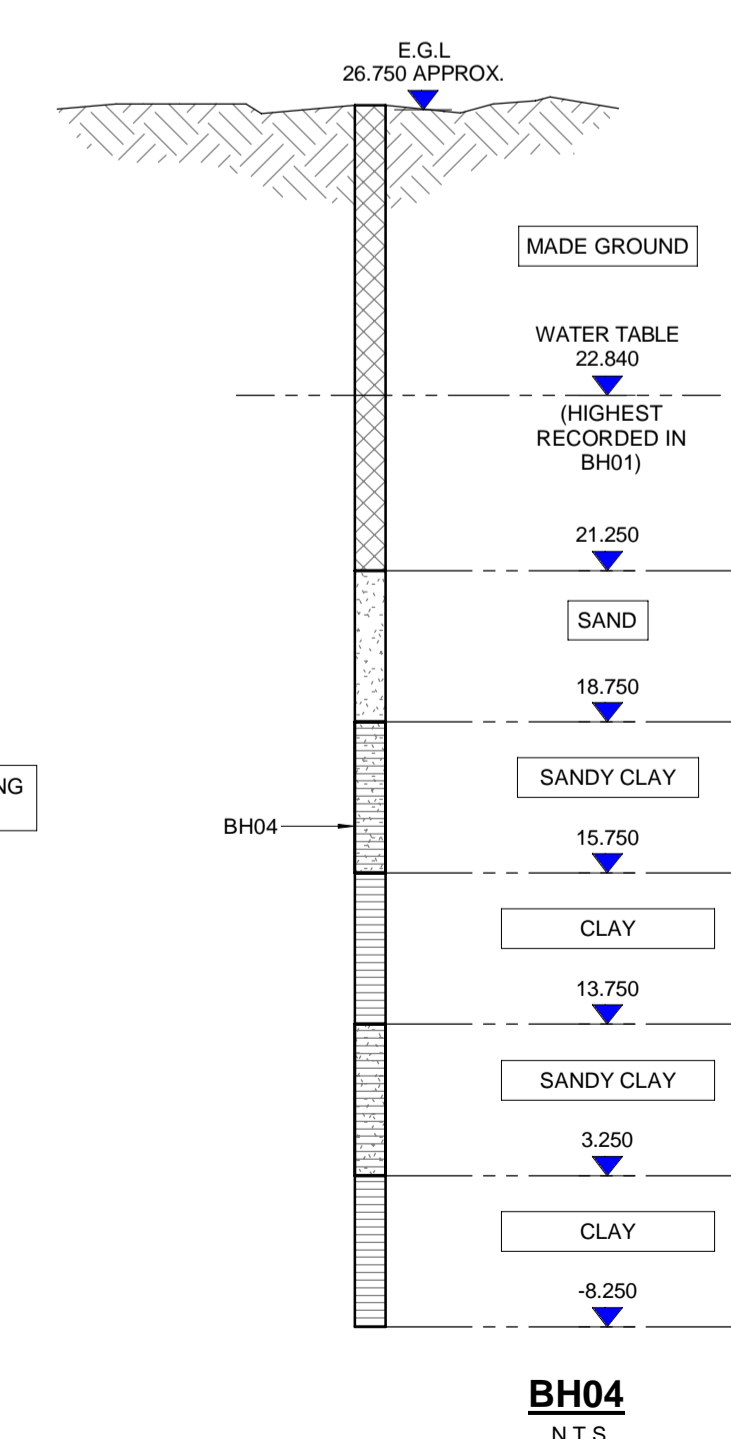 E.G.L
26.750 APPROX.
MADE GROUND
WATER TABLE
22.840
(HIGHEST
RECORDED IN
BH01)
21.250
SAND
18.750
SANDY CLAY
NG
BH04
15.750
CLAY
13.750
SANDY CLAY
3.250
CLAY
-8.250
BH04
N.T.S